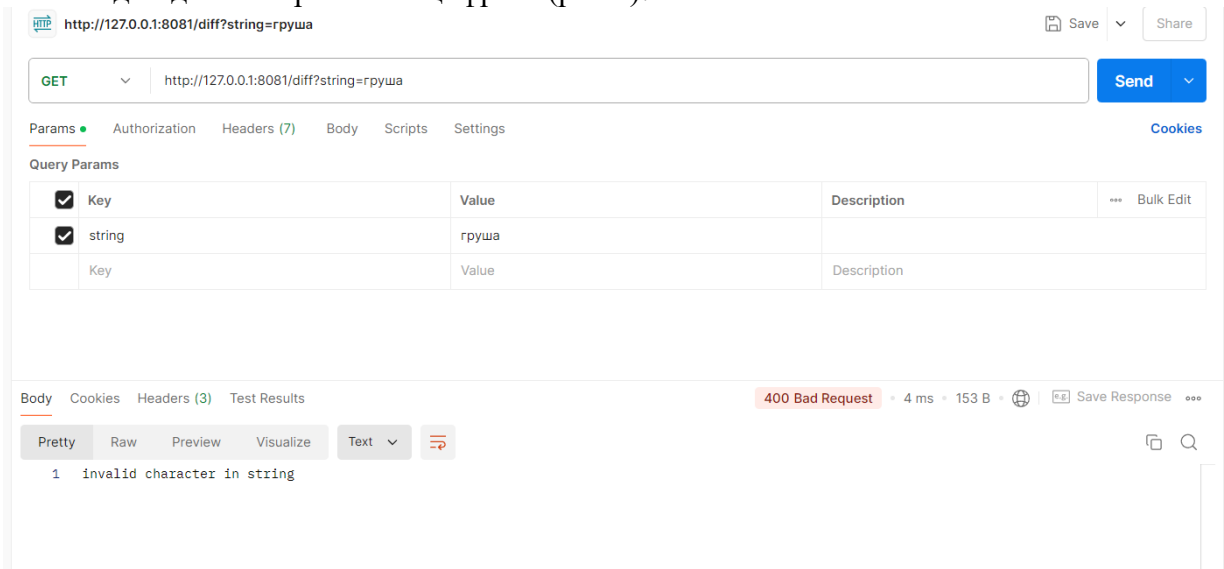 HTTP http://127.0.0.1:8081/diff?string=груша Save Share
GET http://127.0.0.1:8081/diff?string=груша Send
Params Authorization Headers (7) Body Scripts Settings Cookies
Query Params
Key Value Description Bulk Edit
string груша
Key Value Description
Body Cookies Headers (3) Test Results 400 Bad Request 4 ms 153 B e.g. Save Response
Pretty Raw Preview Visualize Text
1 invalid character in string